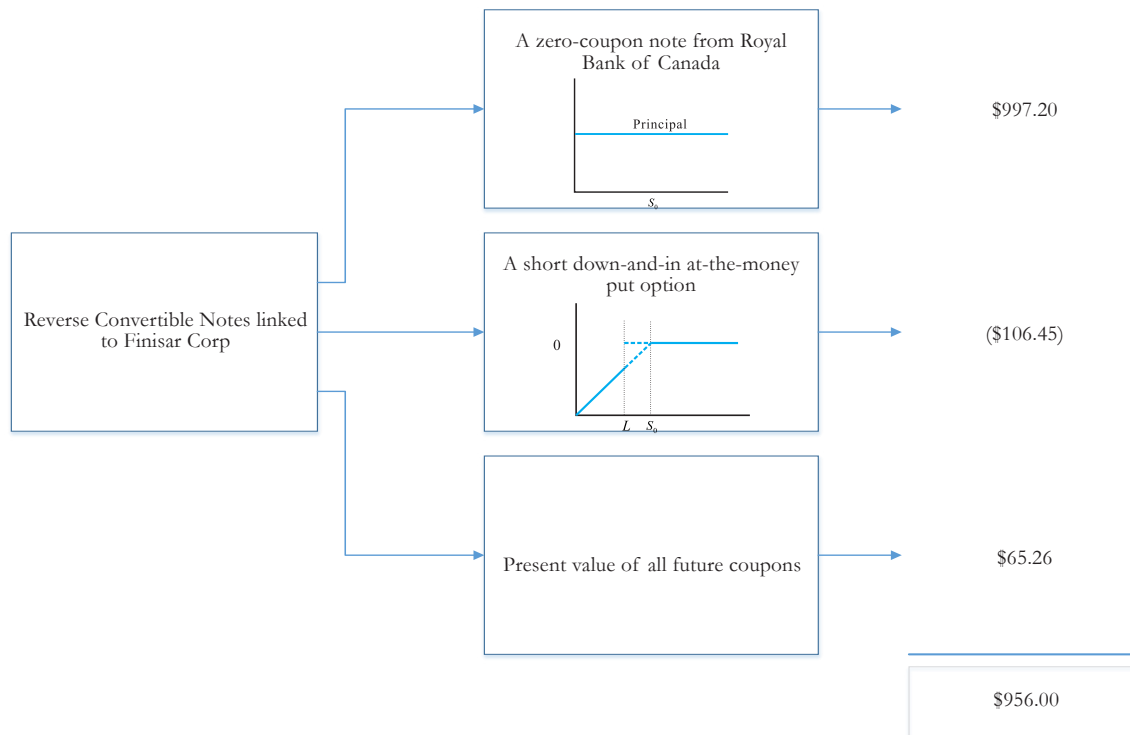 A zero-coupon note from Royal
Bank of Canada
Principal
S₀
$997.20
Reverse Convertible Notes linked
to Finisar Corp
A short down-and-in at-the-money
put option
0
L S₀
($106.45)
Present value of all future coupons
$65.26
$956.00